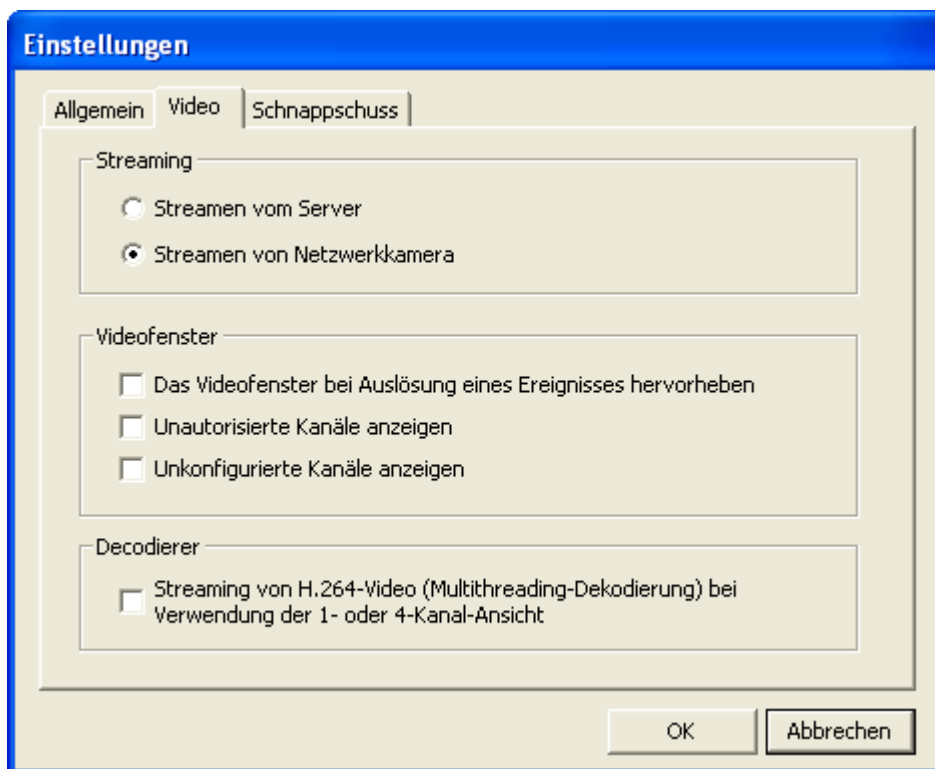 Einstellungen
Allgemein Video Schnappschuss
Streaming
Streamen vom Server
Streamen von Netzwerkkamera
Videofenster
Das Videofenster bei Auslösung eines Ereignisses hervorheben
Unautorisierte Kanäle anzeigen
Unkonfigurierte Kanäle anzeigen
Decodierer
Streaming von H.264-Video (Multithreading-Dekodierung) bei
Verwendung der 1- oder 4-Kanal-Ansicht
OK Abbrechen